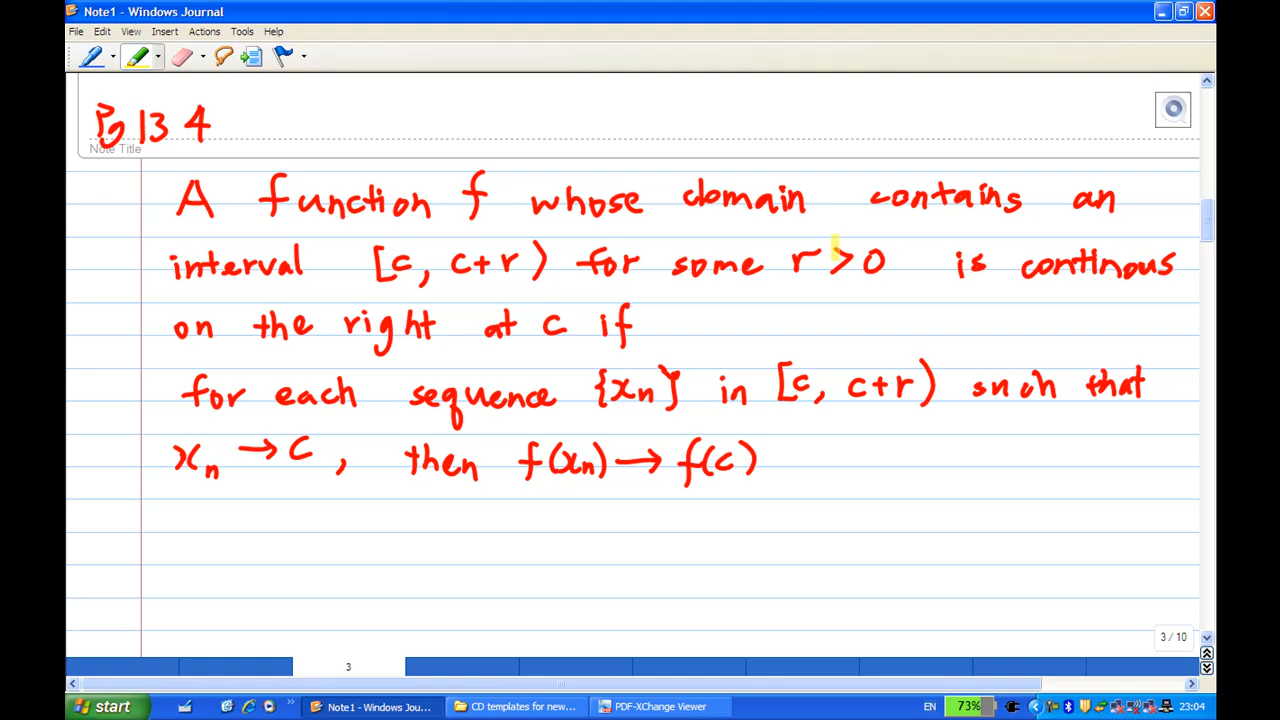 Note1 - Windows Journal
File Edit View Insert Actions Tools Help
Pg 134
Note Title
A function f whose domain contains an
interval [c, c+r) for some r > 0 is continous
on the right at c if
for each sequence {xn} in [c, c+r) such that
xn → c, then f(xn) → f(c)
3 / 10
3
start Note1 - Windows Jour... CD templates for new... PDF-XChange Viewer EN 73% 23:04